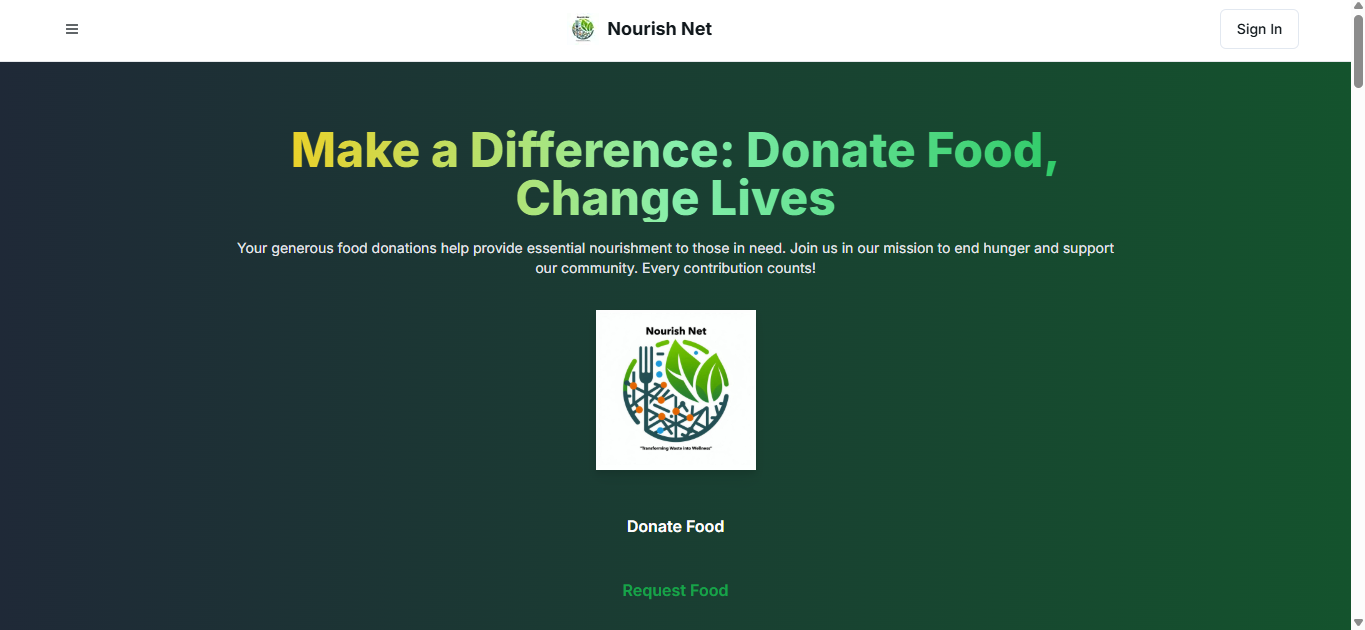 Nourish Net
Sign In
Make a Difference: Donate Food,
Change Lives
Your generous food donations help provide essential nourishment to those in need. Join us in our mission to end hunger and support
our community. Every contribution counts!
Nourish Net
"Transforming Waste into Wellness"
Donate Food
Request Food